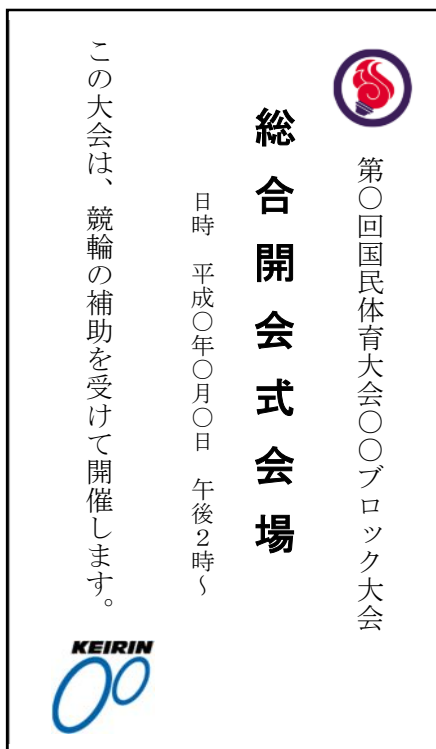 第〇回国民体育大会〇〇ブロック大会
総合開会式会場
日時　平成〇年〇月〇日　午後２時～
この大会は、競輪の補助を受けて開催します。
KEIRIN